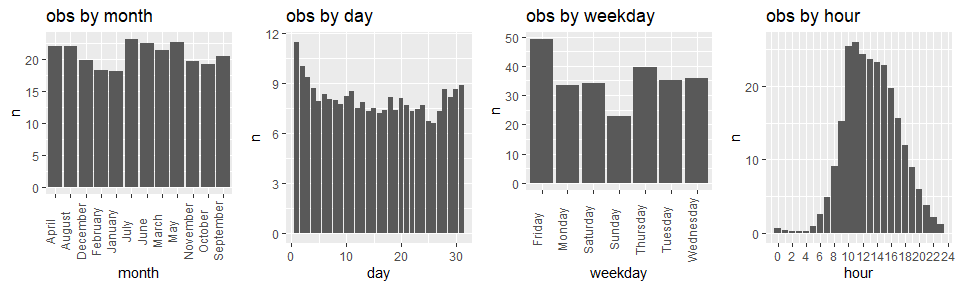 obs by month
n
20
15
10
5
0
April
August
December
February
January
July
June
March
May
November
October
September
month
obs by day
n
12
9
6
3
0
0 10 20 30
day
obs by weekday
n
50
40
30
20
10
0
Friday
Monday
Saturday
Sunday
Thursday
Tuesday
Wednesday
weekday
obs by hour
n
20
10
0
0 2 4 6 8 10 12 14 16 18 20 22 24
hour